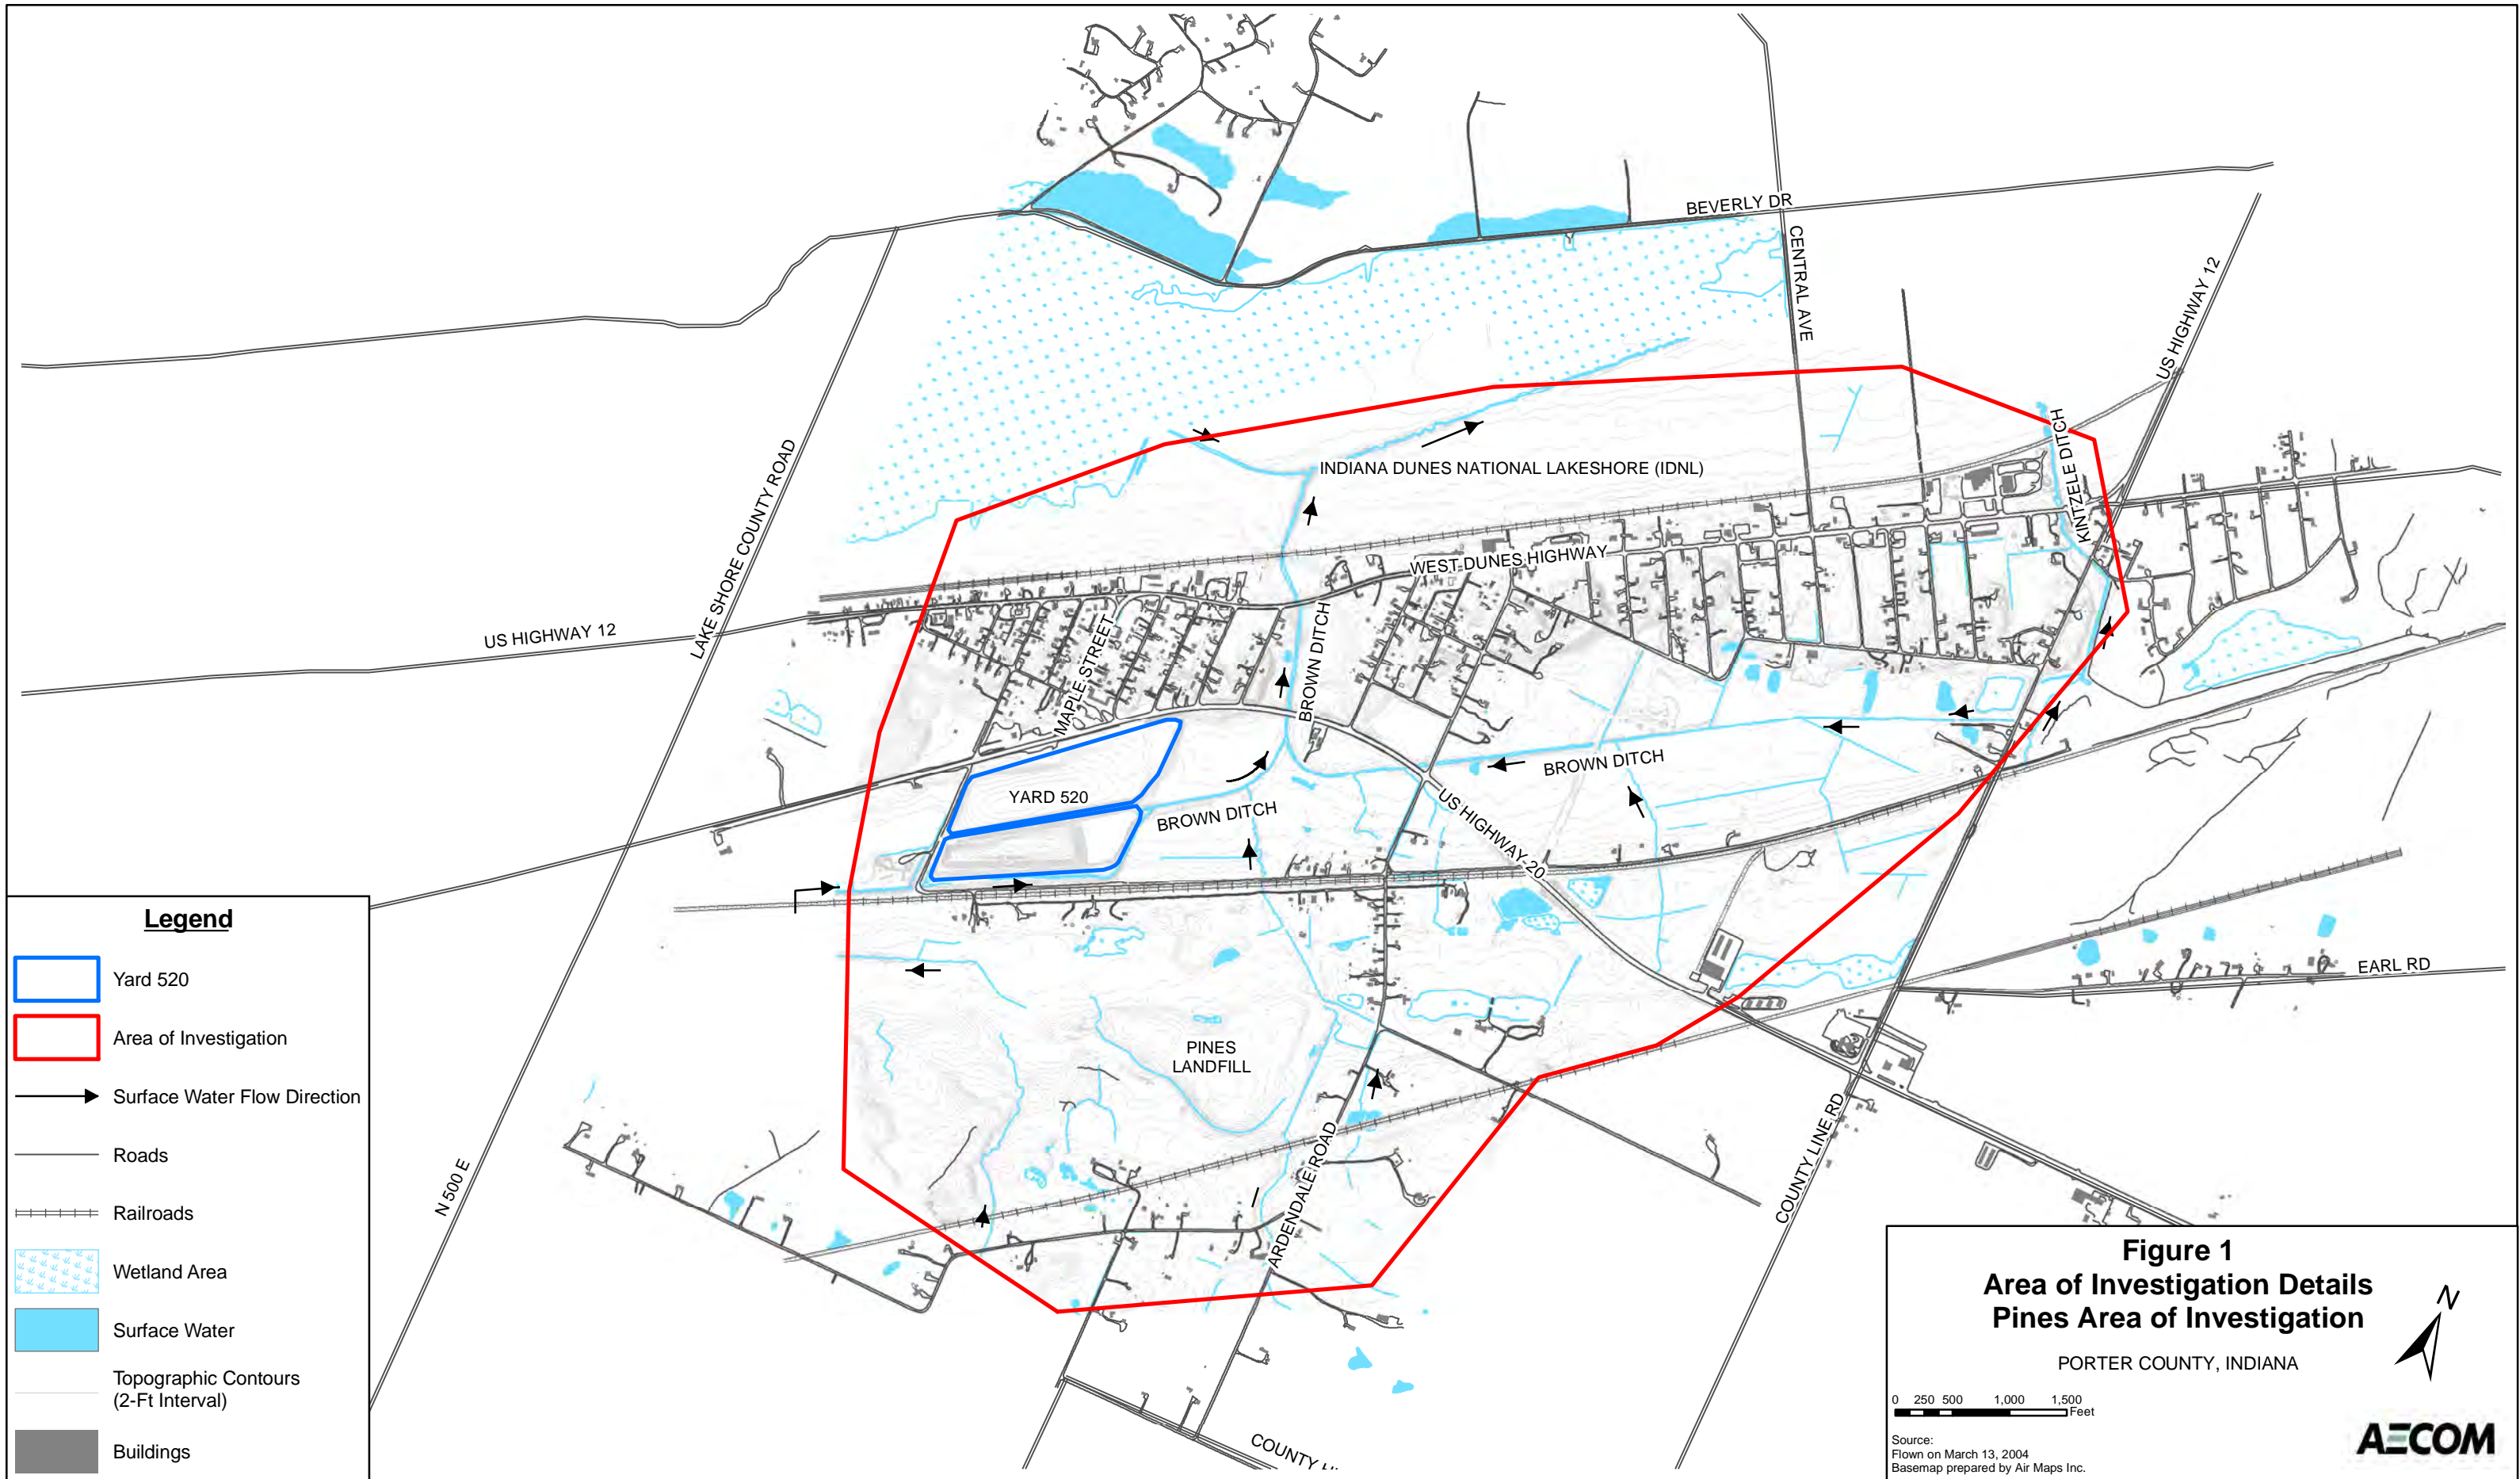 BEVERLY DR
CENTRAL AVE
US HIGHWAY 12
KINTZELE DITCH
LAKE SHORE COUNTY ROAD
INDIANA DUNES NATIONAL LAKESHORE (IDNL)
WEST DUNES HIGHWAY
US HIGHWAY 12
MAPLE STREET
BROWN DITCH
YARD 520
BROWN DITCH
BROWN DITCH
US HIGHWAY 20
EARL RD
PINES
LANDFILL
ARDENDALE ROAD
COUNTY LINE RD
N 500 E
COUNTY
Legend
Yard 520
Area of Investigation
Surface Water Flow Direction
Roads
Railroads
Wetland Area
Surface Water
Topographic Contours
(2-Ft Interval)
Buildings
Figure 1
Area of Investigation Details
Pines Area of Investigation
PORTER COUNTY, INDIANA
N
0 250 500 1,000 1,500
Feet
Source:
Flown on March 13, 2004
Basemap prepared by Air Maps Inc.
AECOM